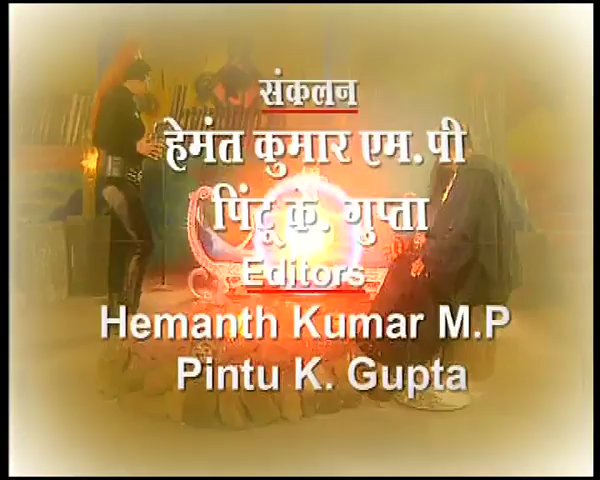 संकलन
हेमंत कुमार एम.पी
पिंटू के. गुप्ता
Editors
Hemanth Kumar M.P
Pintu K. Gupta